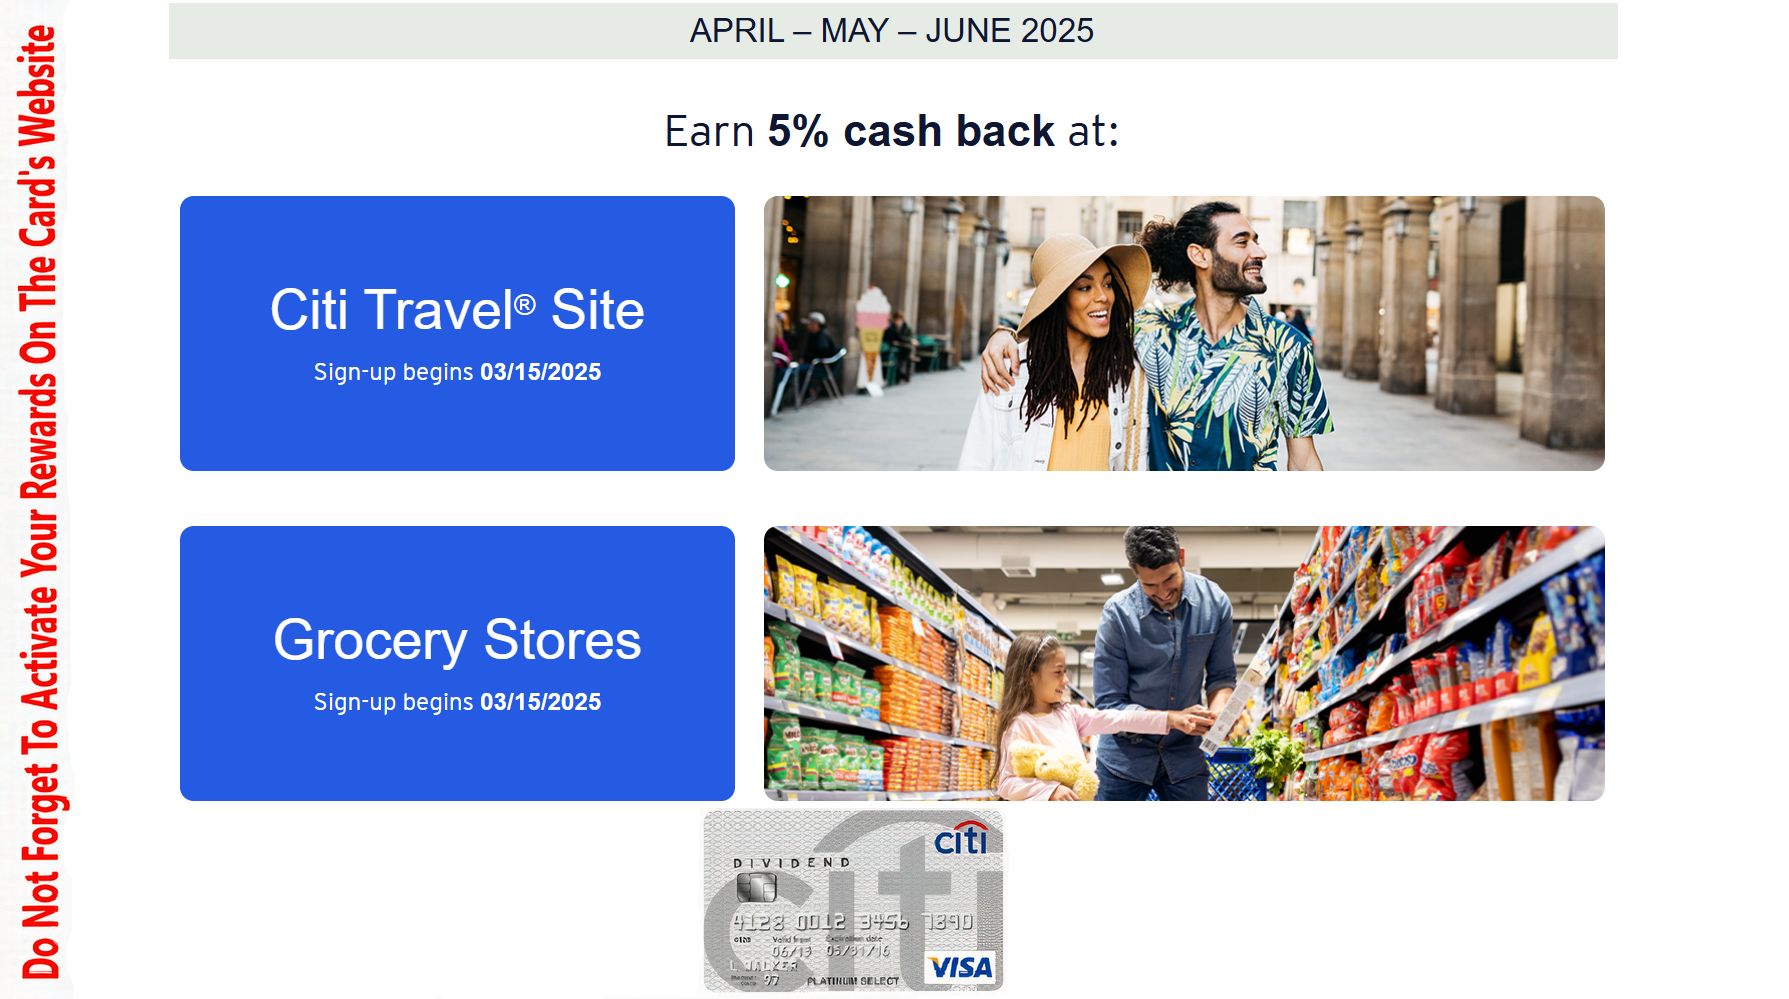 Do Not Forget To Activate Your Rewards On The Card's Website
APRIL – MAY – JUNE 2025
Earn 5% cash back at:
Citi Travel® Site
Sign-up begins 03/15/2025
Grocery Stores
Sign-up begins 03/15/2025
citi
DIVIDEND
citi
4128 0012 3456 7890
4128 Valid from Expiration date
06/13 05/31/16
L WALKER
97 PLATINUM SELECT
VISA